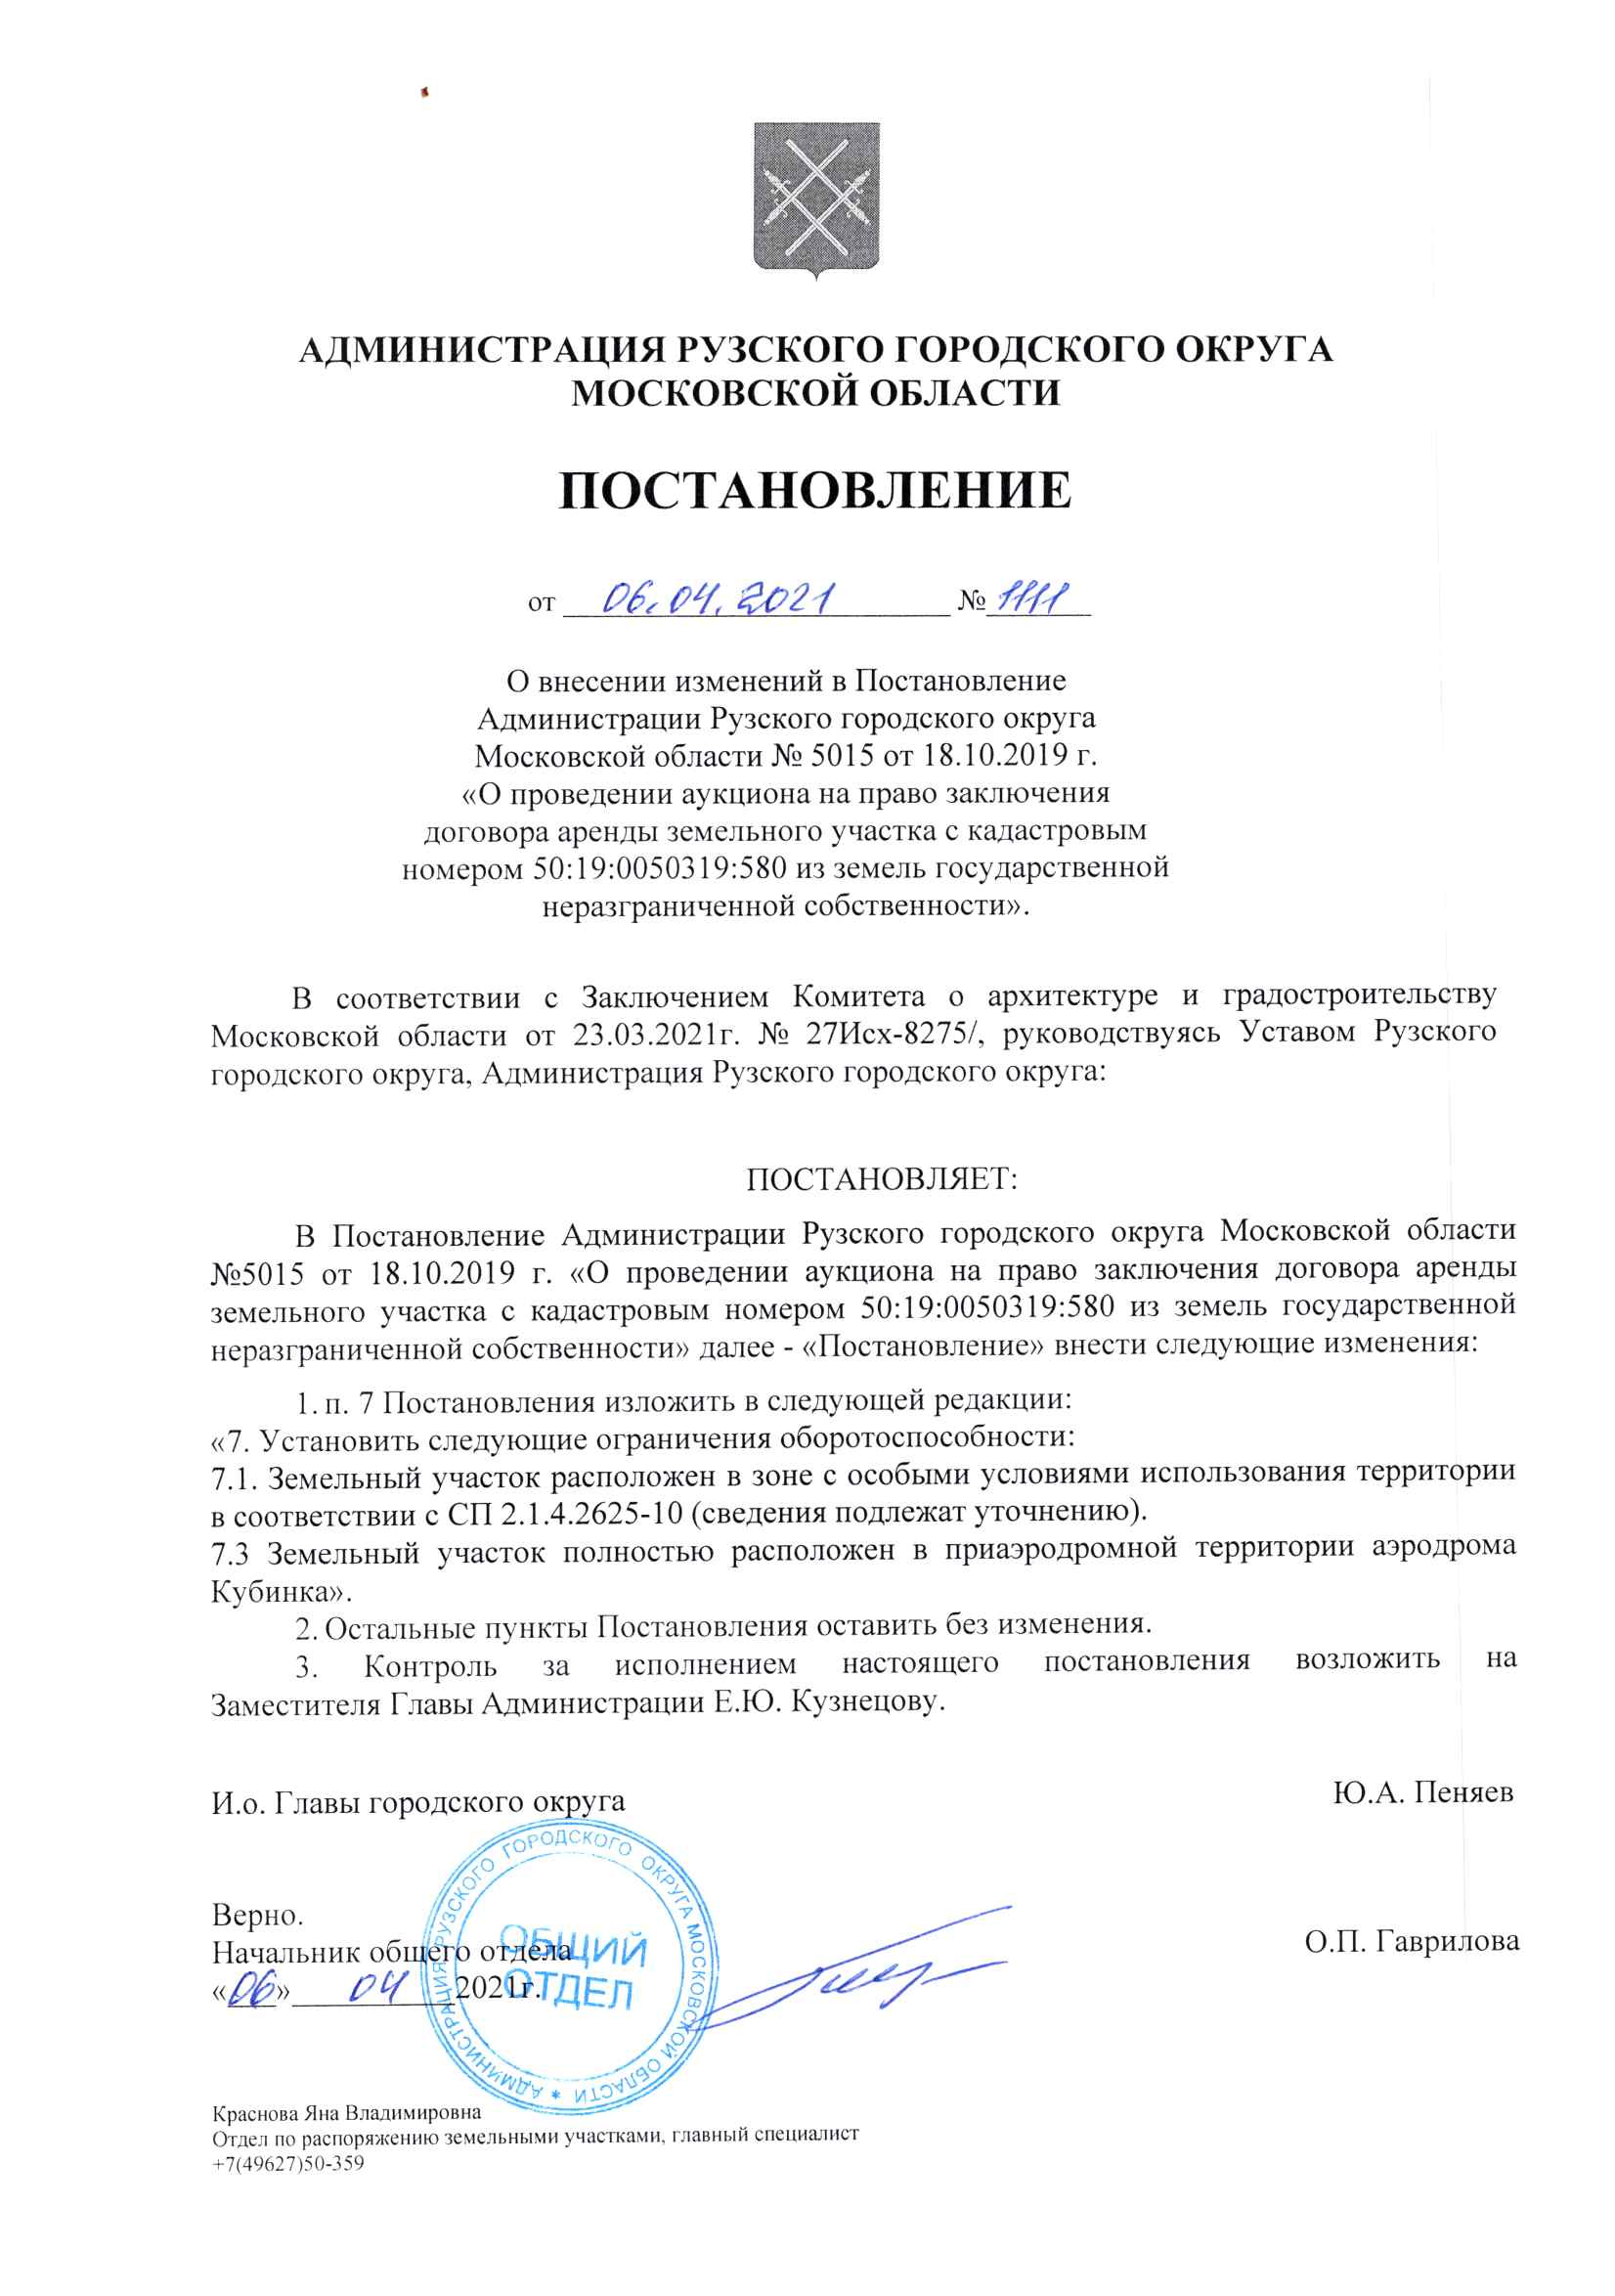 АДМИНИСТРАЦИЯ РУЗСКОГО ГОРОДСКОГО ОКРУГА
МОСКОВСКОЙ ОБЛАСТИ
ПОСТАНОВЛЕНИЕ
от 06.04.2021 № 1111
О внесении изменений в Постановление
Администрации Рузского городского округа
Московской области № 5015 от 18.10.2019 г.
«О проведении аукциона на право заключения
договора аренды земельного участка с кадастровым
номером 50:19:0050319:580 из земель государственной
неразграниченной собственности».
В соответствии с Заключением Комитета о архитектуре и градостроительству
Московской области от 23.03.2021г. № 27Исх-8275/, руководствуясь Уставом Рузского
городского округа, Администрация Рузского городского округа:
ПОСТАНОВЛЯЕТ:
В Постановление Администрации Рузского городского округа Московской области
№5015 от 18.10.2019 г. «О проведении аукциона на право заключения договора аренды
земельного участка с кадастровым номером 50:19:0050319:580 из земель государственной
неразграниченной собственности» далее - «Постановление» внести следующие изменения:
1. п. 7 Постановления изложить в следующей редакции:
«7. Установить следующие ограничения оборотоспособности:
7.1. Земельный участок расположен в зоне с особыми условиями использования территории
в соответствии с СП 2.1.4.2625-10 (сведения подлежат уточнению).
7.3 Земельный участок полностью расположен в приаэродромной территории аэродрома
Кубинка».
2. Остальные пункты Постановления оставить без изменения.
3. Контроль за исполнением настоящего постановления возложить на
Заместителя Главы Администрации Е.Ю. Кузнецову.
И.о. Главы городского округа Ю.А. Пеняев
Верно.
Начальник общего отдела О.П. Гаврилова
«06» 04 2021г.
АДМИНИСТРАЦИЯ РУЗСКОГО ГОРОДСКОГО ОКРУГА МОСКОВСКОЙ ОБЛАСТИ *
ОБЩИЙ
ОТДЕЛ
Краснова Яна Владимировна
Отдел по распоряжению земельными участками, главный специалист
+7(49627)50-359